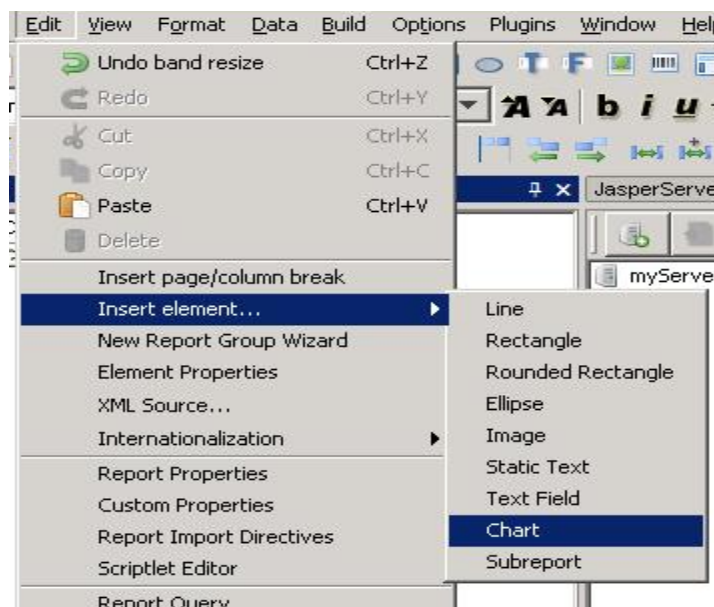 Edit View Format Data Build Options Plugins Window Help
Undo band resize Ctrl+Z
Redo Ctrl+Y
Cut Ctrl+X
Copy Ctrl+C
Paste Ctrl+V
Delete
Insert page/column break
Insert element...
New Report Group Wizard
Element Properties
XML Source...
Internationalization
Report Properties
Custom Properties
Report Import Directives
Scriptlet Editor
Report Query
b i u
JasperServe
myServe
Line
Rectangle
Rounded Rectangle
Ellipse
Image
Static Text
Text Field
Chart
Subreport